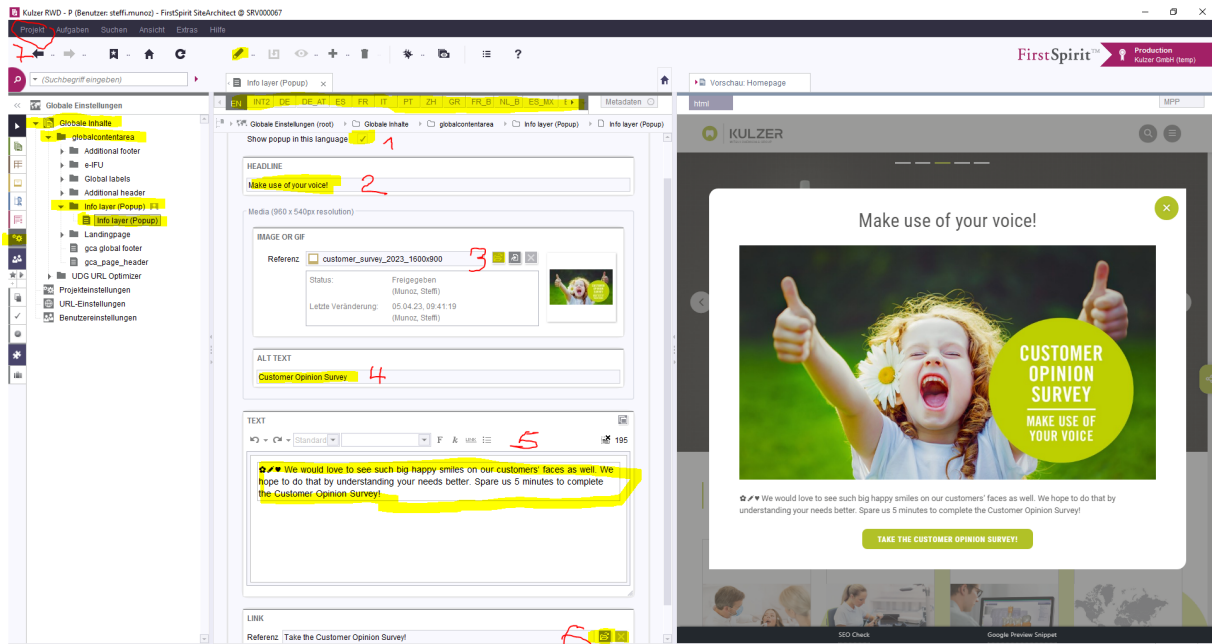 Kulzer RWD - P (Benutzer: steffi.munoz) - FirstSpirit SiteArchitect @ SRV000067
Projekt Aufgaben Suchen Ansicht Extras Hilfe
7
?
FirstSpirit™
Production
Kulzer GmbH (temp)
(Suchbegriff eingeben)
Globale Einstellungen
Globale Inhalte
globalcontentarea
Additional footer
e-IFU
Global labels
Additional header
Info layer (Popup)
Info layer (Popup)
Landingpage
gca global footer
gca_page_header
UDG URL Optimizer
Projekteinstellungen
URL-Einstellungen
Benutzereinstellungen
Info layer (Popup)
EN INT2 DE DE_AT ES FR IT PT ZH GR FR_B NL_B ES_MX
Metadaten
Globale Einstellungen (root) Globale Inhalte globalcontentarea Info layer (Popup) Info layer (Popup)
Show popup in this language
1
HEADLINE
Make use of your voice!
2
Media (960 x 540px resolution)
IMAGE OR GIF
Referenz customer_survey_2023_1600x900
3
Status: Freigegeben
(Munoz, Steffi)
Letzte Veränderung: 05.04.23, 09:41:19
(Munoz, Steffi)
ALT TEXT
Customer Opinion Survey
4
TEXT
Standard
F k
195
5
✿✔♥ We would love to see such big happy smiles on our customers' faces as well. We
hope to do that by understanding your needs better. Spare us 5 minutes to complete
the Customer Opinion Survey!
LINK
Referenz Take the Customer Opinion Survey!
6
Vorschau: Homepage
html
MPP
KULZER
Make use of your voice!
CUSTOMER
OPINION
SURVEY
MAKE USE OF
YOUR VOICE
✿✔♥ We would love to see such big happy smiles on our customers' faces as well. We hope to do that by
understanding your needs better. Spare us 5 minutes to complete the Customer Opinion Survey!
TAKE THE CUSTOMER OPINION SURVEY!
SEO Check
Google Preview Snippet